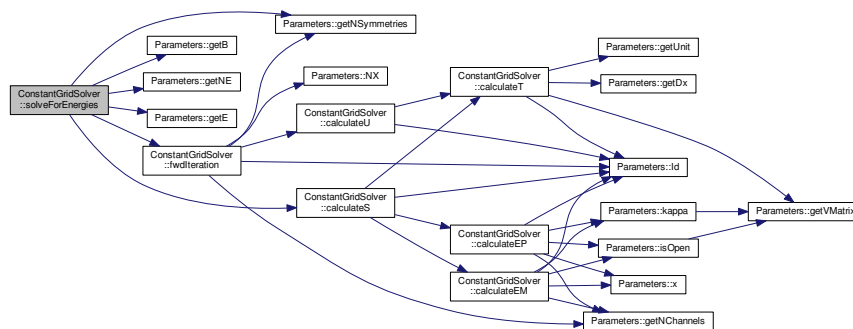 Parameters::getNSymmetries
Parameters::getB
Parameters::getNE
Parameters::getE
ConstantGridSolver
::solveForEnergies
Parameters::NX
ConstantGridSolver
::calculateU
ConstantGridSolver
::fwdIteration
ConstantGridSolver
::calculateS
ConstantGridSolver
::calculateT
ConstantGridSolver
::calculateEP
ConstantGridSolver
::calculateEM
Parameters::getUnit
Parameters::getDx
Parameters::Id
Parameters::kappa
Parameters::isOpen
Parameters::x
Parameters::getNChannels
Parameters::getVMatrix